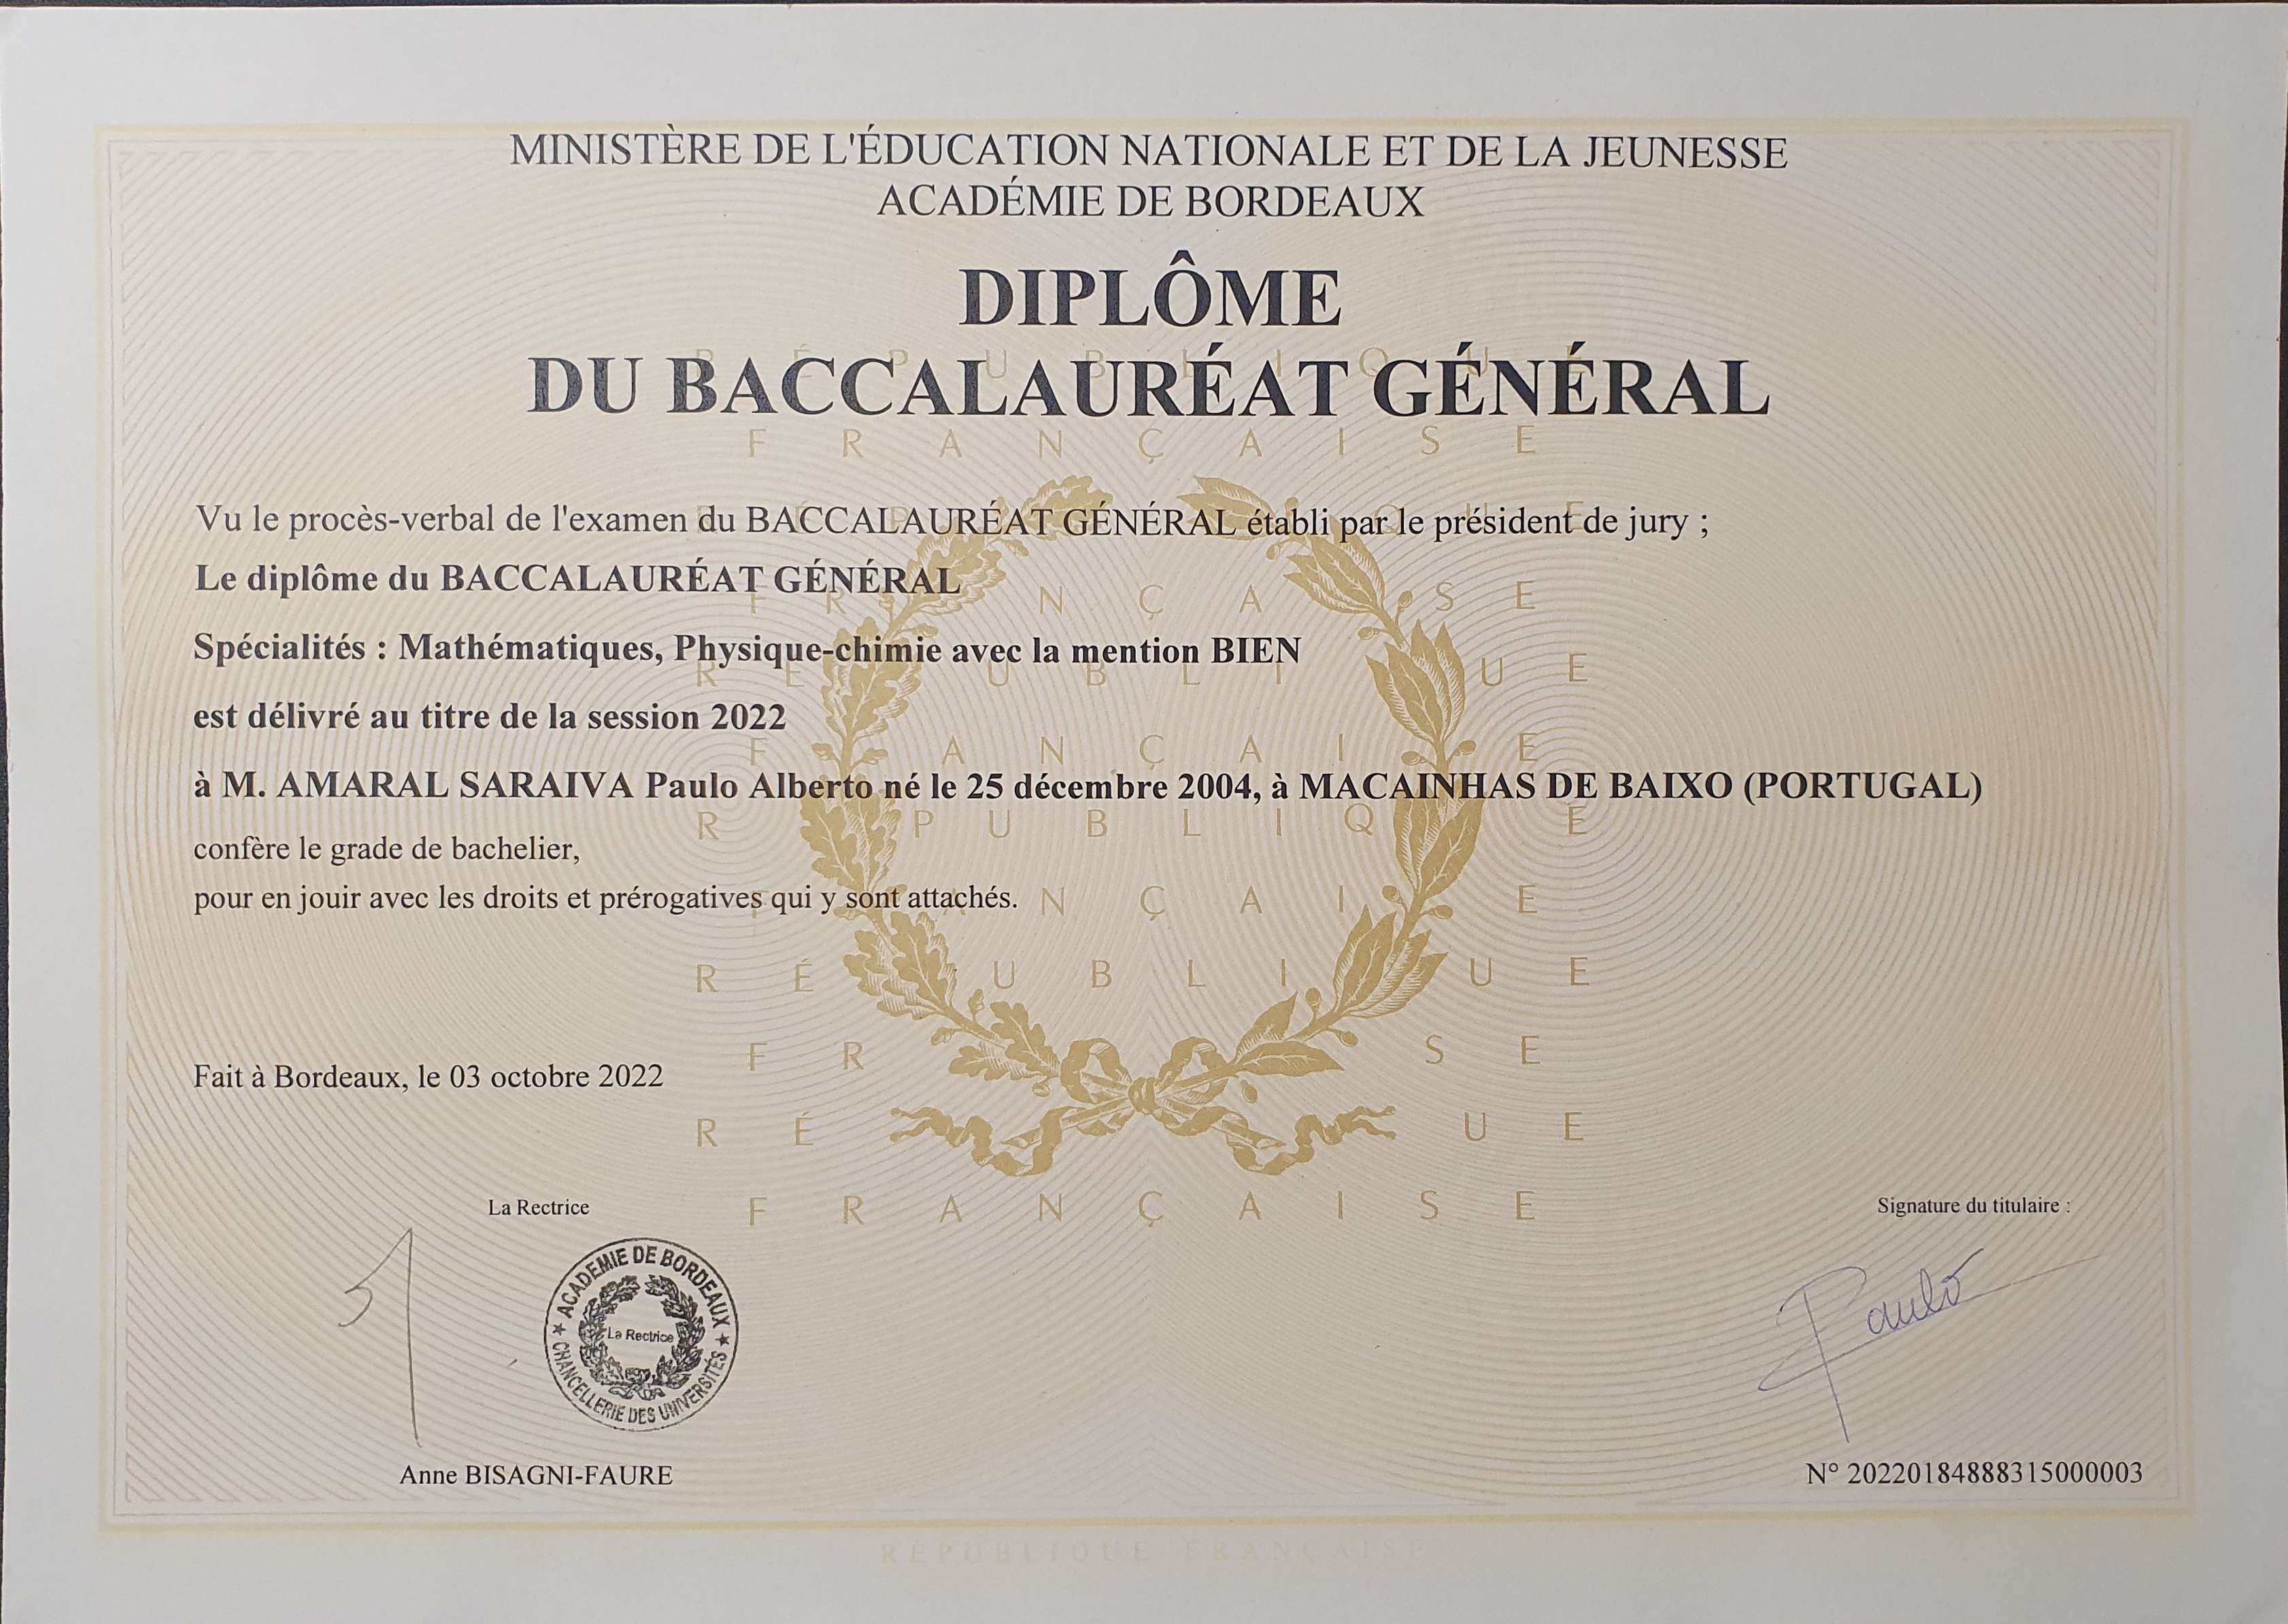 MINISTÈRE DE L'ÉDUCATION NATIONALE ET DE LA JEUNESSE
ACADÉMIE DE BORDEAUX
DIPLÔME
DU BACCALAURÉAT GÉNÉRAL
Vu le procès-verbal de l'examen du BACCALAURÉAT GÉNÉRAL établi par le président de jury ;
Le diplôme du BACCALAURÉAT GÉNÉRAL
Spécialités : Mathématiques, Physique-chimie avec la mention BIEN
est délivré au titre de la session 2022
à M. AMARAL SARAIVA Paulo Alberto né le 25 décembre 2004, à MACAINHAS DE BAIXO (PORTUGAL)
confère le grade de bachelier,
pour en jouir avec les droits et prérogatives qui y sont attachés.
Fait à Bordeaux, le 03 octobre 2022
La Rectrice
Signature du titulaire :
ACADEMIE DE BORDEAUX
La Rectrice
CHANCELLERIE DES UNIVERSITÉS
Paulo
Anne BISAGNI-FAURE
N° 20220184888315000003
RÉPUBLIQUE FRANÇAISE